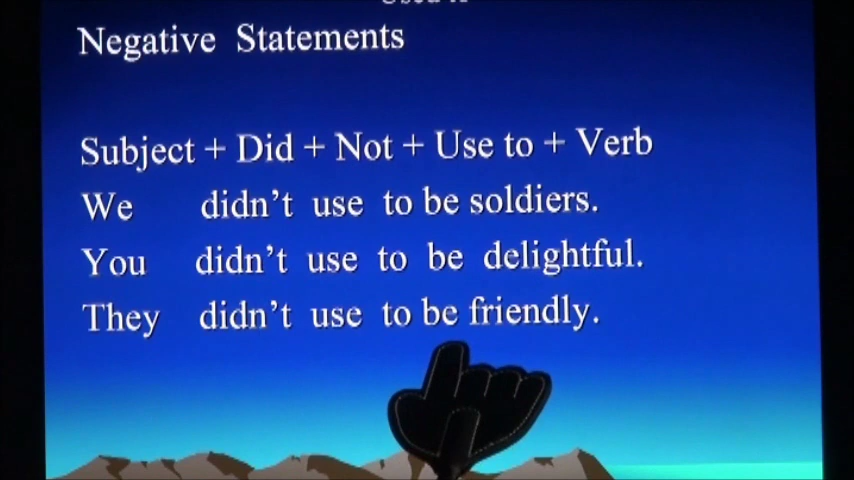 Negative Statements
Subject + Did + Not + Use to + Verb
We didn't use to be soldiers.
You didn't use to be delightful.
They didn't use to be friendly.